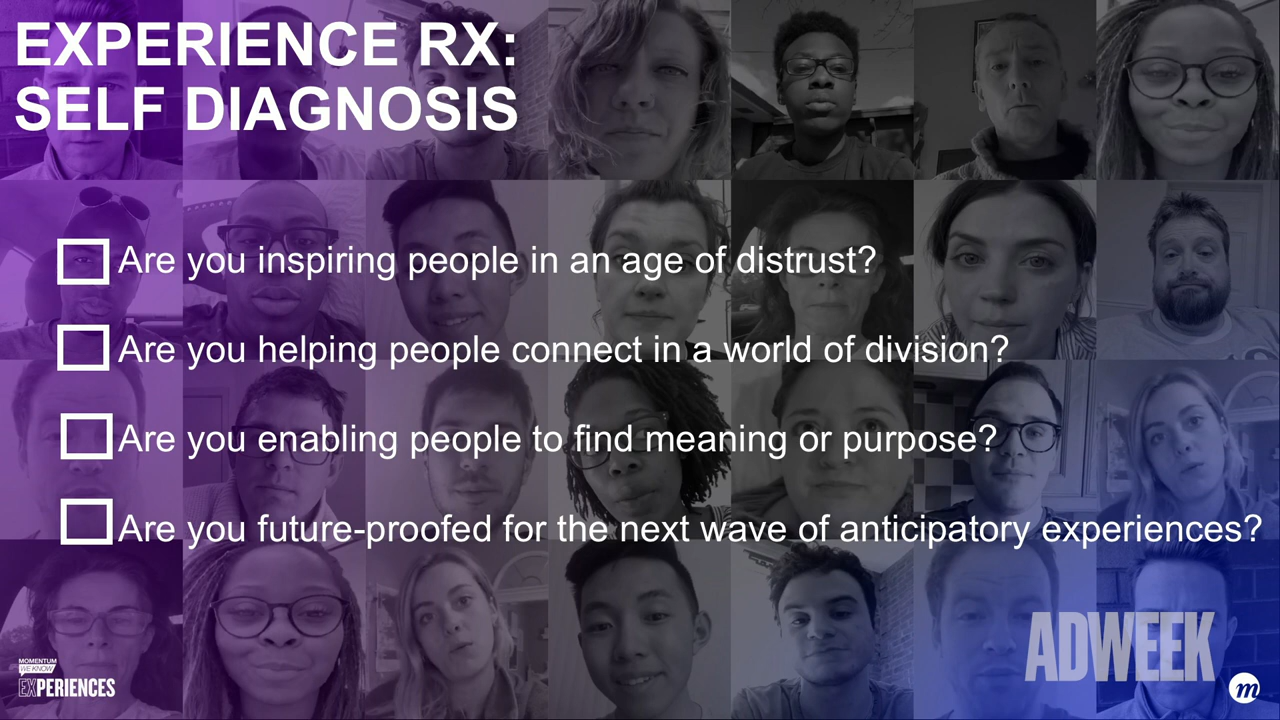 EXPERIENCE RX:
SELF DIAGNOSIS
Are you inspiring people in an age of distrust?
Are you helping people connect in a world of division?
Are you enabling people to find meaning or purpose?
Are you future-proofed for the next wave of anticipatory experiences?
ADWEEK
MOMENTUM
WE KNOW
EXPERIENCES
m